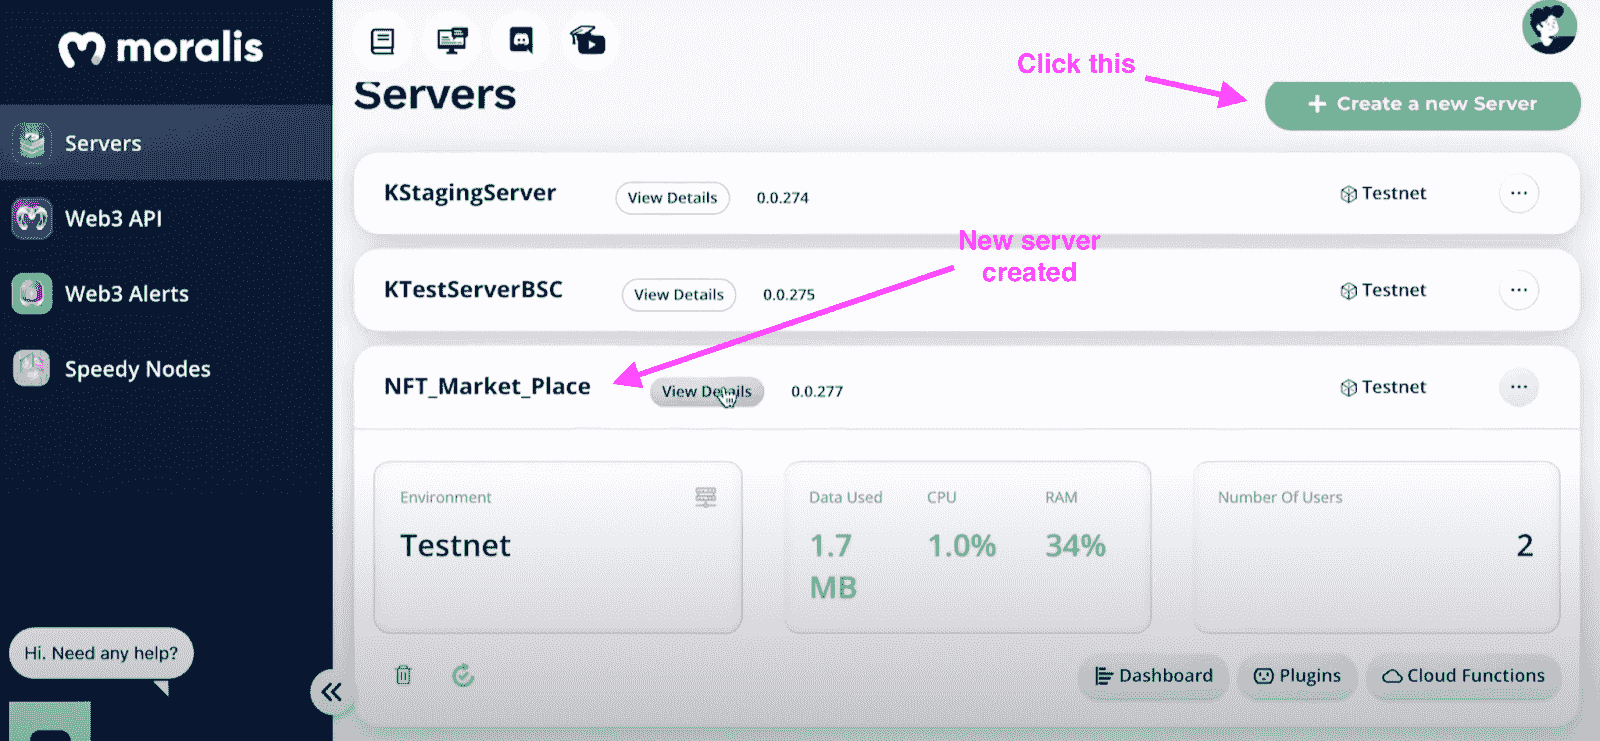 moralis
Click this
Servers
+ Create a new Server
Servers
KStagingServer View Details 0.0.274 Testnet ...
Web3 API
New server
created
KTestServerBSC View Details 0.0.275 Testnet ...
Web3 Alerts
Speedy Nodes
NFT_Market_Place View Details 0.0.277 Testnet ...
Environment
Testnet
Data Used CPU RAM
1.7 1.0% 34%
MB
Number Of Users
2
Hi. Need any help?
Dashboard Plugins Cloud Functions